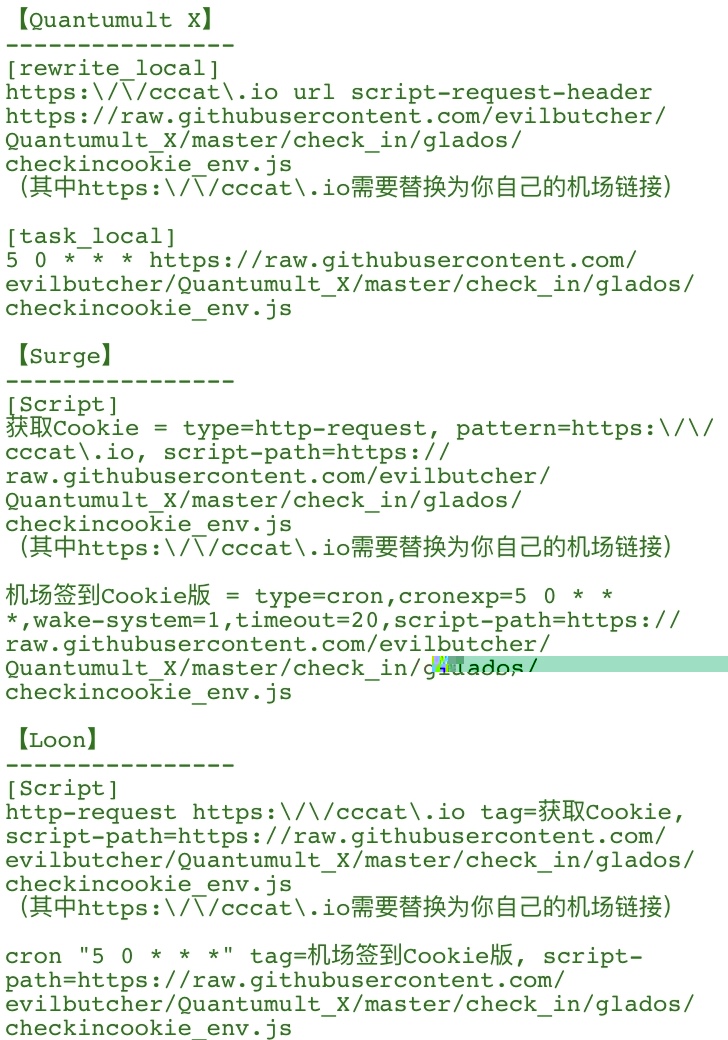 【Quantumult X】
----------------
[rewrite_local]
https:\/\/cccat\.io url script-request-header
https://raw.githubusercontent.com/evilbutcher/
Quantumult_X/master/check_in/glados/
checkincookie_env.js
（其中https:\/\/cccat\.io需要替换为你自己的机场链接）
[task_local]
5 0 * * * https://raw.githubusercontent.com/
evilbutcher/Quantumult_X/master/check_in/glados/
checkincookie_env.js
【Surge】
----------------
[Script]
获取Cookie = type=http-request, pattern=https:\/\/
cccat\.io, script-path=https://
raw.githubusercontent.com/evilbutcher/
Quantumult_X/master/check_in/glados/
checkincookie_env.js
（其中https:\/\/cccat\.io需要替换为你自己的机场链接）
机场签到Cookie版 = type=cron,cronexp=5 0 * *
*,wake-system=1,timeout=20,script-path=https://
raw.githubusercontent.com/evilbutcher/
Quantumult_X/master/check_in/glados/
checkincookie_env.js
【Loon】
----------------
[Script]
http-request https:\/\/cccat\.io tag=获取Cookie,
script-path=https://raw.githubusercontent.com/
evilbutcher/Quantumult_X/master/check_in/glados/
checkincookie_env.js
（其中https:\/\/cccat\.io需要替换为你自己的机场链接）
cron "5 0 * * *" tag=机场签到Cookie版, script-
path=https://raw.githubusercontent.com/
evilbutcher/Quantumult_X/master/check_in/glados/
checkincookie_env.js